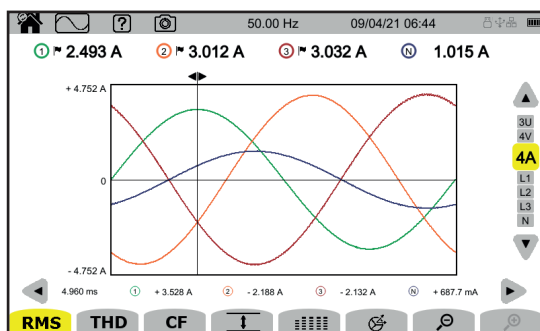 ? 50.00 Hz 09/04/21 06:44
1 2.493 A 2 3.012 A 3 3.032 A N 1.015 A
+ 4.752 A
0
- 4.752 A
3U
4V
4A
L1
L2
L3
N
4.960 ms 1 + 3.528 A 2 - 2.188 A 3 - 2.132 A N + 687.7 mA
RMS THD CF